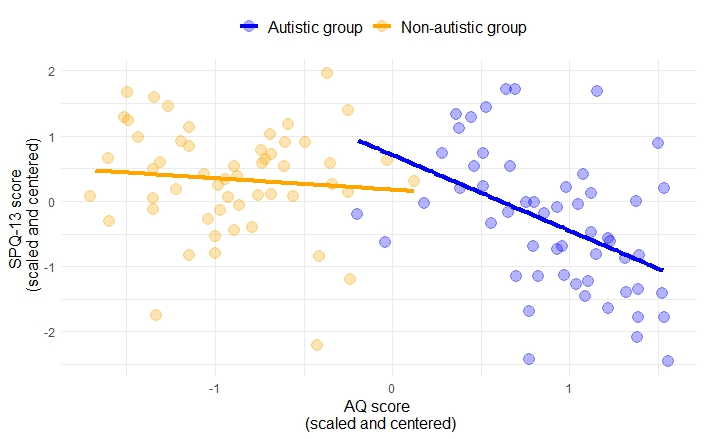 Autistic group Non-autistic group
2
1
0
-1
-2
SPQ-13 score
(scaled and centered)
-1 0 1
AQ score
(scaled and centered)